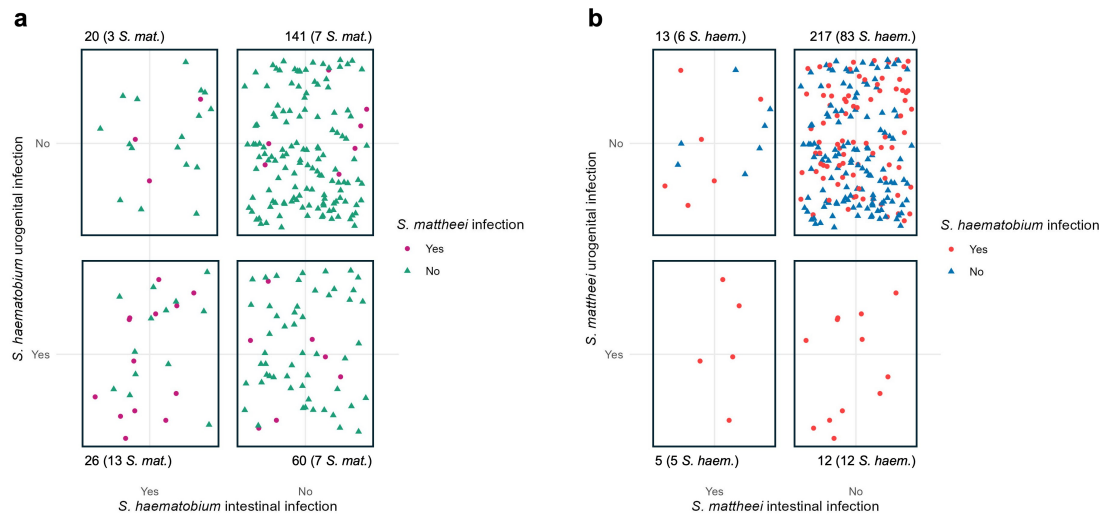 a
20 (3 S. mat.)
141 (7 S. mat.)
No
Yes
S. haematobium urogenital infection
26 (13 S. mat.)
60 (7 S. mat.)
Yes
No
S. haematobium intestinal infection
S. mattheei infection
Yes
No
b
13 (6 S. haem.)
217 (83 S. haem.)
No
Yes
S. mattheei urogenital infection
5 (5 S. haem.)
12 (12 S. haem.)
Yes
No
S. mattheei intestinal infection
S. haematobium infection
Yes
No